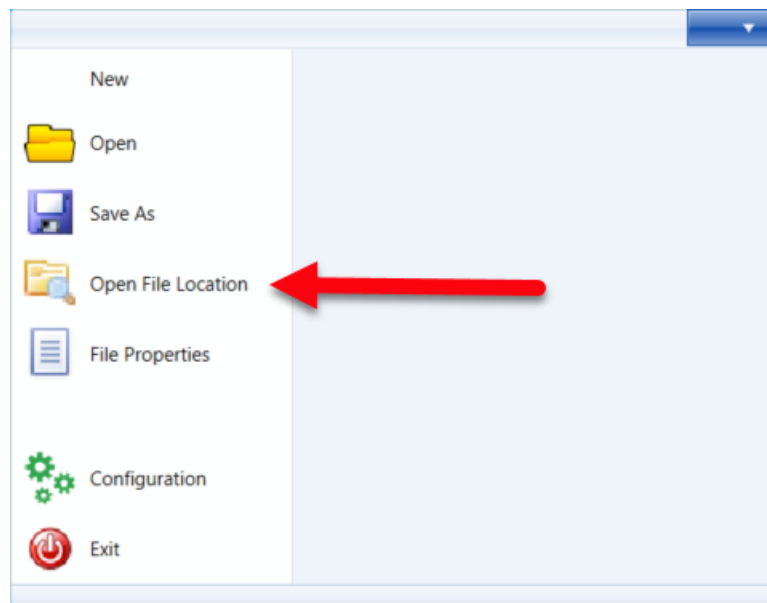 New
Open
Save As
Open File Location
File Properties
Configuration
Exit